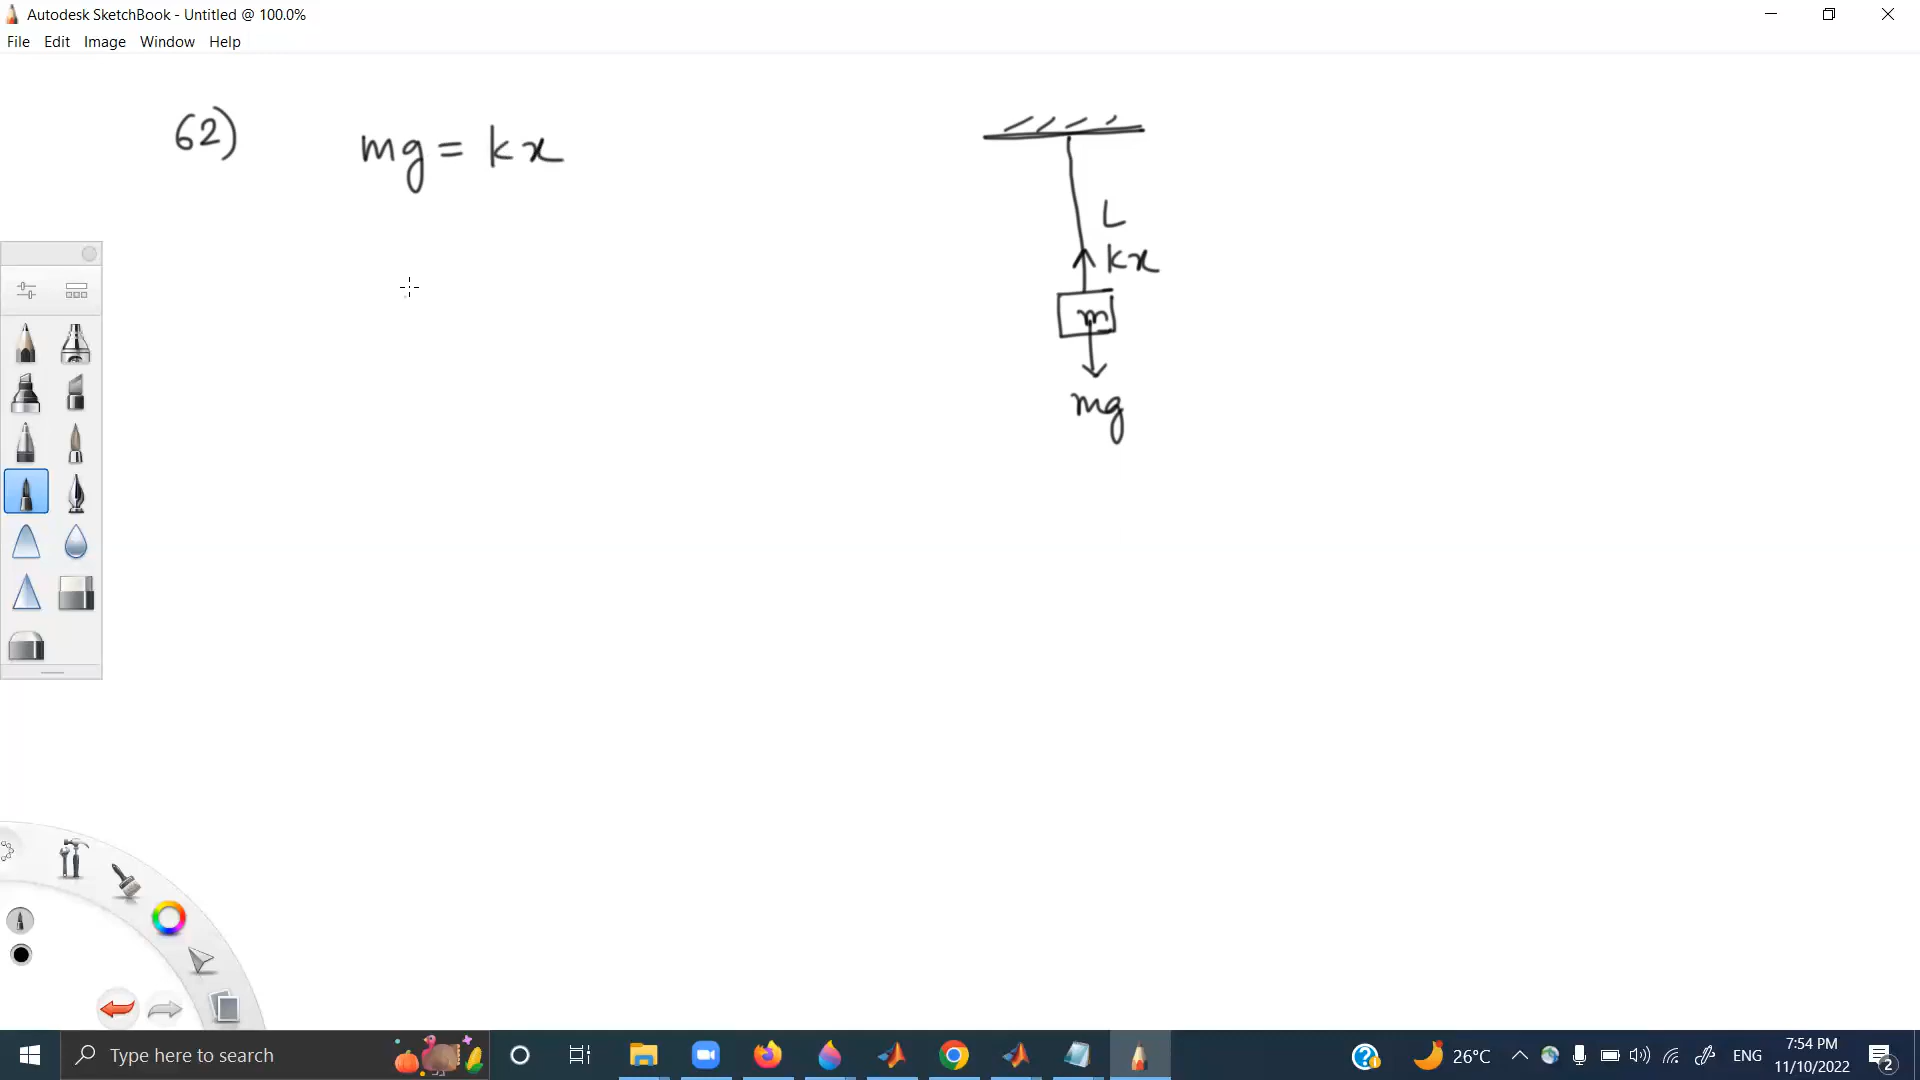 Autodesk SketchBook - Untitled @ 100.0%
File Edit Image Window Help
62) mg = kx
L
kx
m
mg
Type here to search
26°C
ENG
7:54 PM
11/10/2022
2